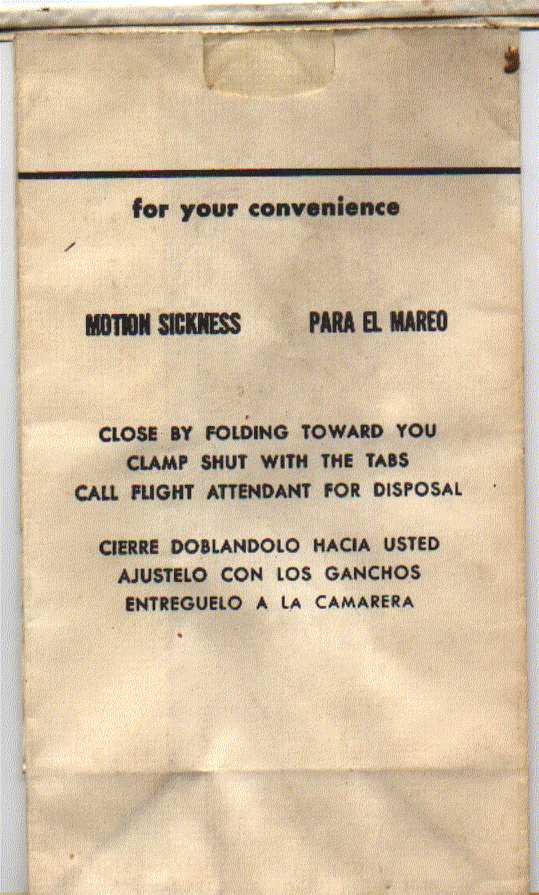 for your convenience
MOTION SICKNESS PARA EL MAREO
CLOSE BY FOLDING TOWARD YOU
CLAMP SHUT WITH THE TABS
CALL FLIGHT ATTENDANT FOR DISPOSAL
CIERRE DOBLANDOLO HACIA USTED
AJUSTELO CON LOS GANCHOS
ENTREGUELO A LA CAMARERA